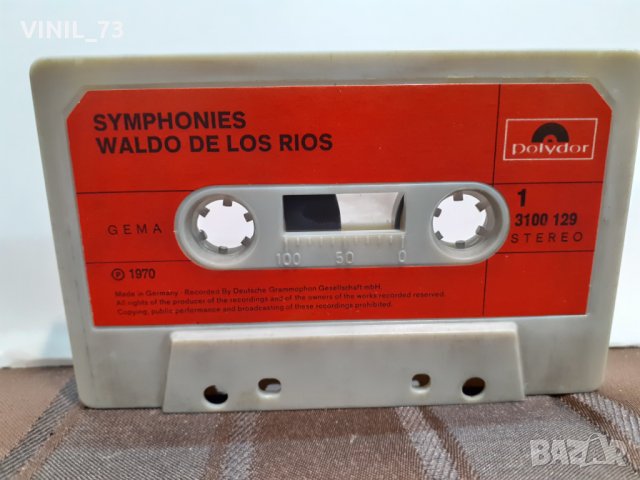 VINIL_73
SYMPHONIES
WALDO DE LOS RIOS
polydor
GEMA
1
3100 129
STEREO
100 50 0
℗ 1970
Made in Germany · Recorded By Deutsche Grammophon Gesellschaft mbH.
All rights of the producer of the recordings and of the owners of the works recorded reserved.
Copying, public performance and broadcasting of these recordings prohibited.
BAZAR